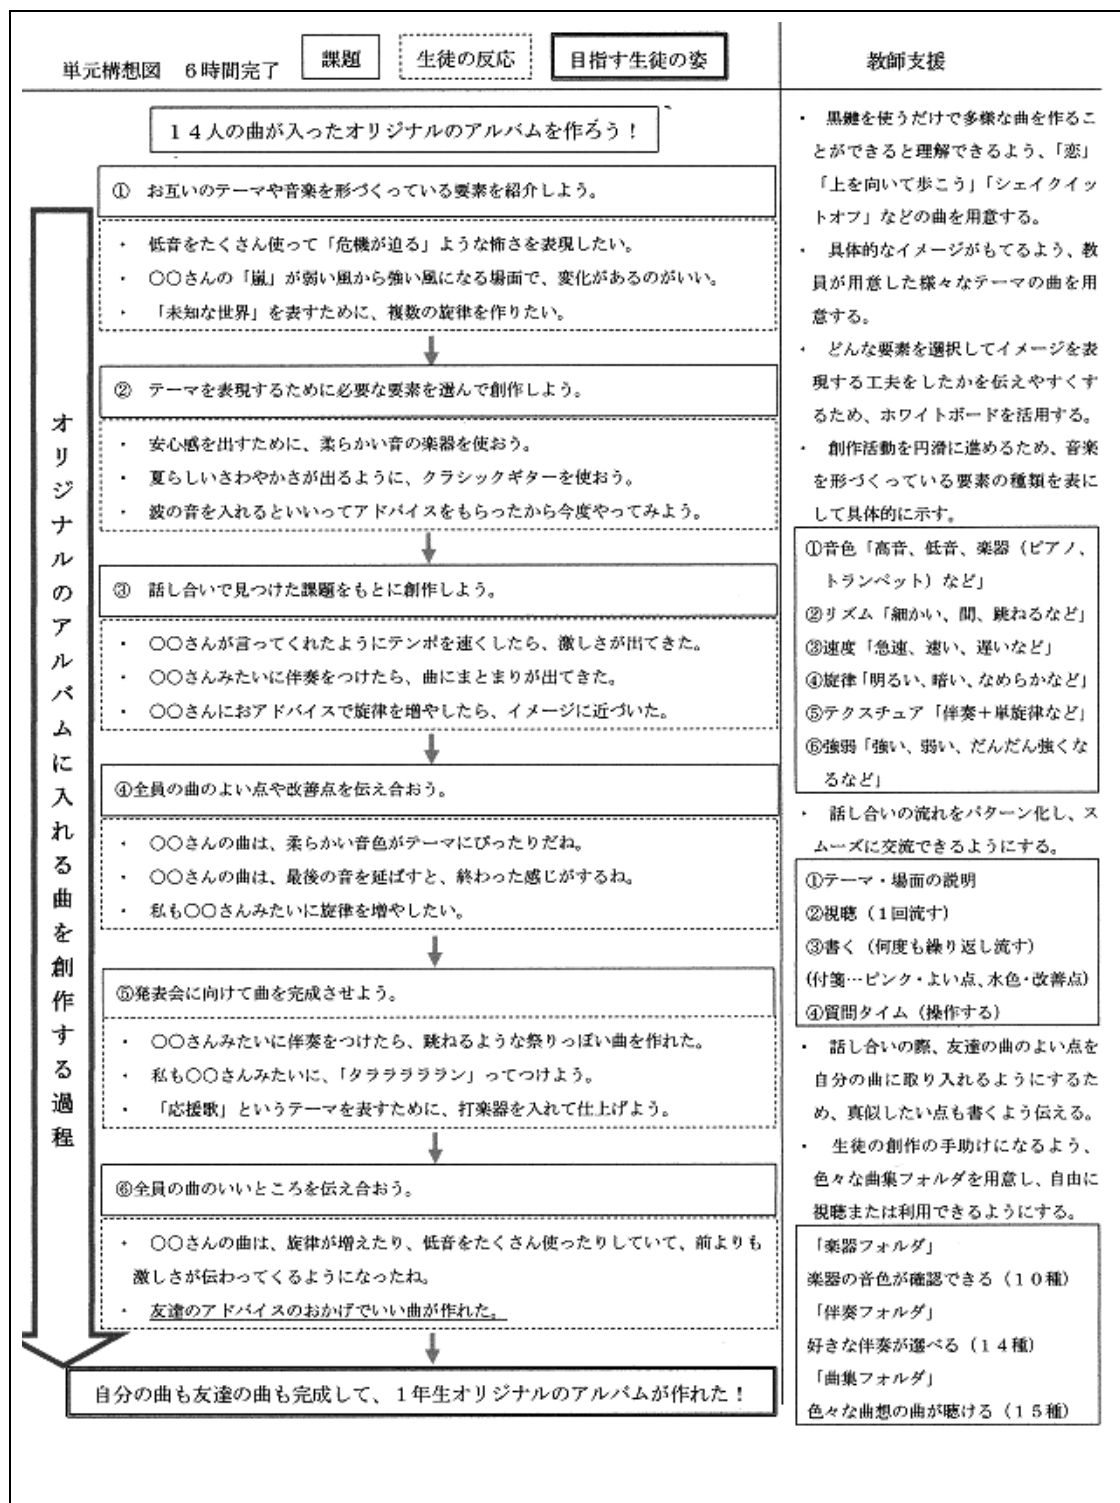 単元構想図　６時間完了
課題
生徒の反応
目指す生徒の姿
教師支援
１４人の曲が入ったオリジナルのアルバムを作ろう！
オリジナルのアルバムに入れる曲を創作する過程
①　お互いのテーマや音楽を形づくっている要素を紹介しよう。
・　低音をたくさん使って「危機が迫る」ような怖さを表現したい。
・　〇〇さんの「嵐」が弱い風から強い風になる場面で、変化があるのがいい。
・　「未知な世界」を表すために、複数の旋律を作りたい。
②　テーマを表現するために必要な要素を選んで創作しよう。
・　安心感を出すために、柔らかい音の楽器を使おう。
・　夏らしいさわやかさが出るように、クラシックギターを使おう。
・　波の音を入れるといいってアドバイスをもらったから今度やってみよう。
③　話し合いで見つけた課題をもとに創作しよう。
・　〇〇さんが言ってくれたようにテンポを速くしたら、激しさが出てきた。
・　〇〇さんみたいに伴奏をつけたら、曲にまとまりが出てきた。
・　〇〇さんにおアドバイスで旋律を増やしたら、イメージに近づいた。
④全員の曲のよい点や改善点を伝え合おう。
・　〇〇さんの曲は、柔らかい音色がテーマにぴったりだね。
・　〇〇さんの曲は、最後の音を延ばすと、終わった感じがするね。
・　私も〇〇さんみたいに旋律を増やしたい。
⑤発表会に向けて曲を完成させよう。
・　〇〇さんみたいに伴奏をつけたら、跳ねるような祭りっぽい曲を作れた。
・　私も〇〇さんみたいに、「タラララララン」ってつけよう。
・　「応援歌」というテーマを表すために、打楽器を入れて仕上げよう。
⑥全員の曲のいいところを伝え合おう。
・　〇〇さんの曲は、旋律が増えたり、低音をたくさん使ったりしていて、前よりも
激しさが伝わってくるようになったね。
・　友達のアドバイスのおかげでいい曲が作れた。
自分の曲も友達の曲も完成して、１年生オリジナルのアルバムが作れた！
・　黒鍵を使うだけで多様な曲を作るこ
とができると理解できるよう、「恋」
「上を向いて歩こう」「シェイクイッ
トオフ」などの曲を用意する。
・　具体的なイメージがもてるよう、教
員が用意した様々なテーマの曲を用
意する。
・　どんな要素を選択してイメージを表
現する工夫をしたかを伝えやすくす
るため、ホワイトボードを活用する。
・　創作活動を円滑に進めるため、音楽
を形づくっている要素の種類を表に
して具体的に示す。
①音色「高音、低音、楽器（ピアノ、
トランペット）など」
②リズム「細かい、間、跳ねるなど」
③速度「急速、速い、遅いなど」
④旋律「明るい、暗い、なめらかなど」
⑤テクスチュア「伴奏＋単旋律など」
⑥強弱「強い、弱い、だんだん強くな
るなど」
・　話し合いの流れをパターン化し、ス
ムーズに交流できるようにする。
①テーマ・場面の説明
②視聴（１回流す）
③書く（何度も繰り返し流す）
(付箋…ピンク・よい点、水色・改善点)
④質問タイム（操作する）
・　話し合いの際、友達の曲のよい点を
自分の曲に取り入れるようにするた
め、真似したい点も書くよう伝える。
・　生徒の創作の手助けになるよう、
色々な曲集フォルダを用意し、自由に
視聴または利用できるようにする。
「楽器フォルダ」
楽器の音色が確認できる（１０種）
「伴奏フォルダ」
好きな伴奏が選べる（１４種）
「曲集フォルダ」
色々な曲想の曲が聴ける（１５種）